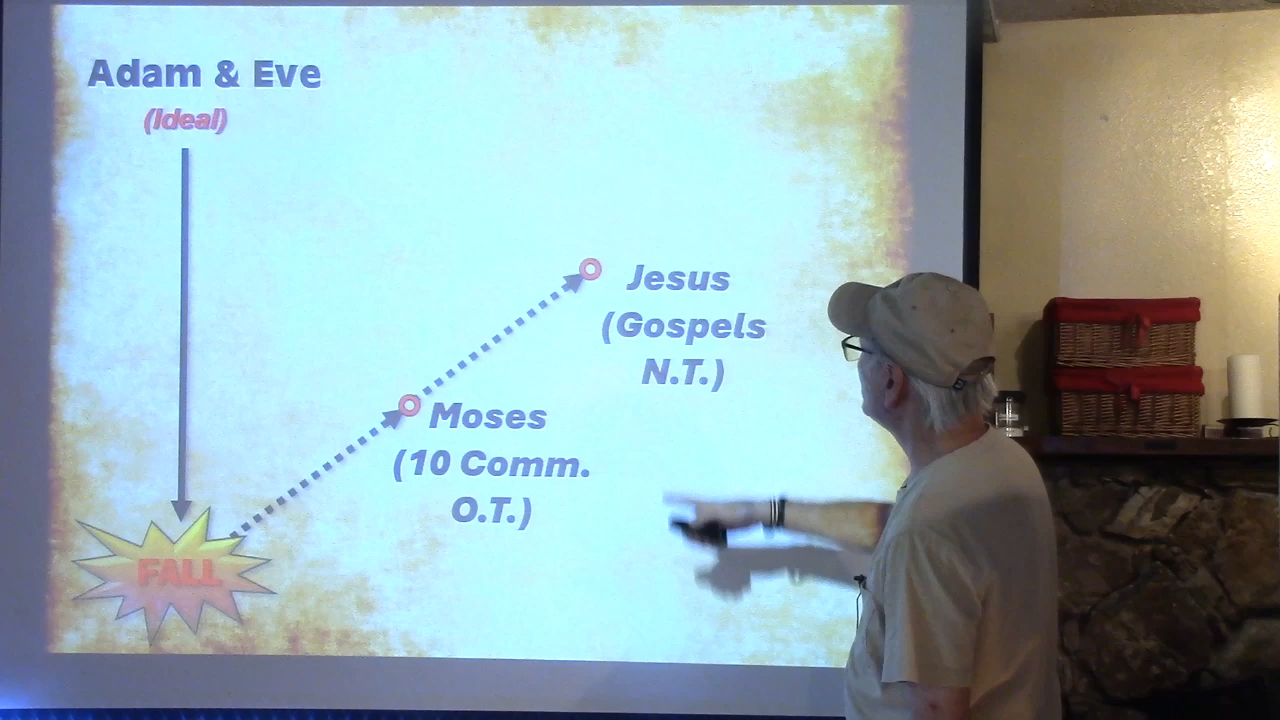 Adam & Eve
(Ideal)
Jesus
(Gospels
N.T.)
Moses
(10 Comm.
O.T.)
FALL